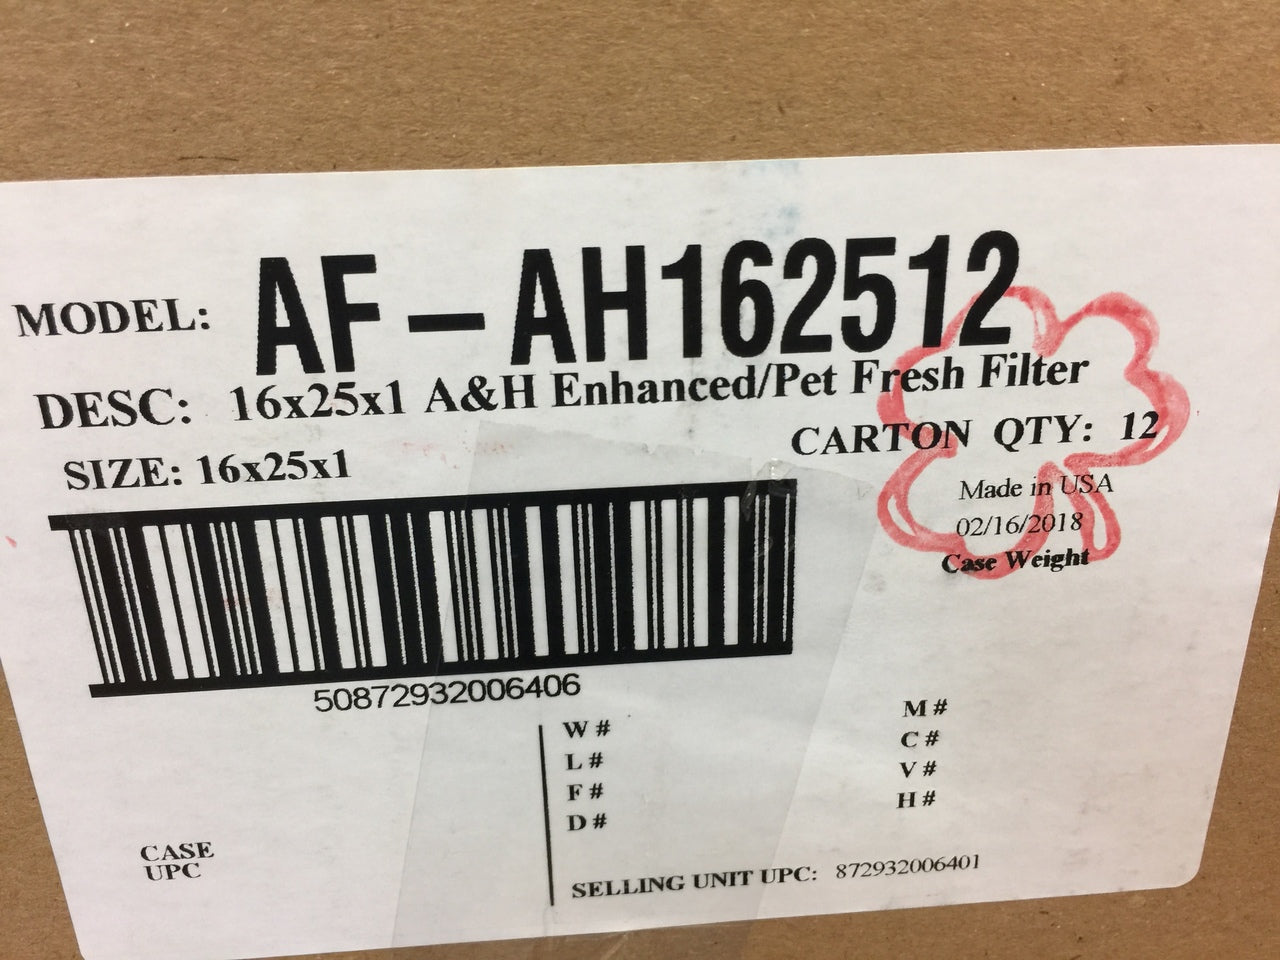 MODEL: AF-AH162512
DESC: 16x25x1 A&H Enhanced/Pet Fresh Filter
CARTON QTY: 12
SIZE: 16x25x1
Made in USA
02/16/2018
Case Weight
50872932006406
W #
L #
F #
D #
M #
C #
V #
H #
CASE
UPC
SELLING UNIT UPC: 872932006401